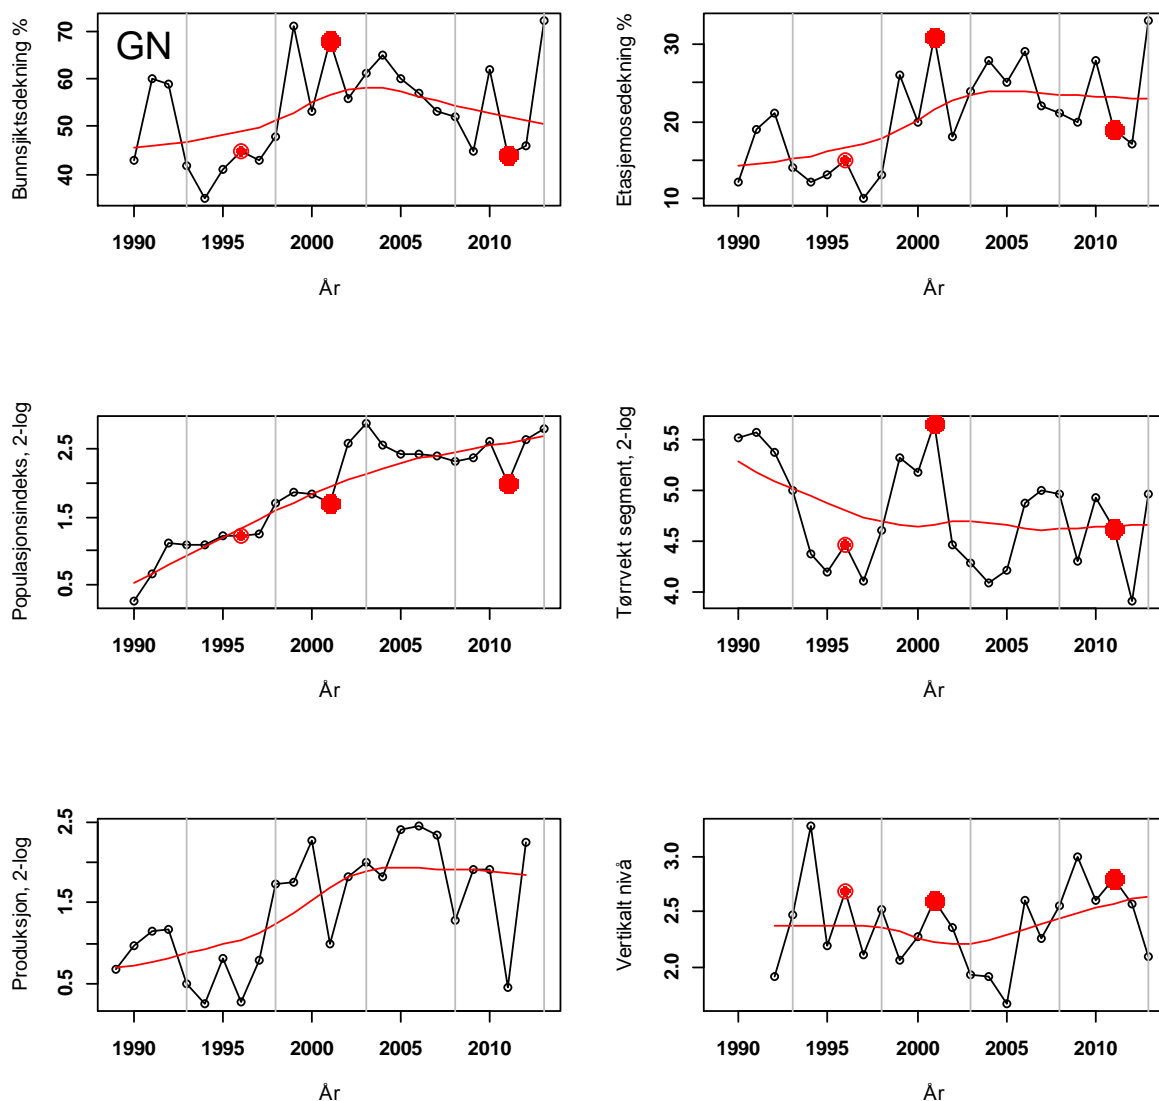 Bunnsjiktsdekning %
70
60
50
40
GN
1990 1995 2000 2005 2010
År
Etasjemosedekning %
30
20
10
1990 1995 2000 2005 2010
År
Populasjonsindeks, 2-log
2.5
1.5
0.5
1990 1995 2000 2005 2010
År
Tørrvekt segment, 2-log
5.5
5.0
4.5
4.0
1990 1995 2000 2005 2010
År
Produksjon, 2-log
2.5
1.5
0.5
1990 1995 2000 2005 2010
År
Vertikalt nivå
3.0
2.5
2.0
1990 1995 2000 2005 2010
År